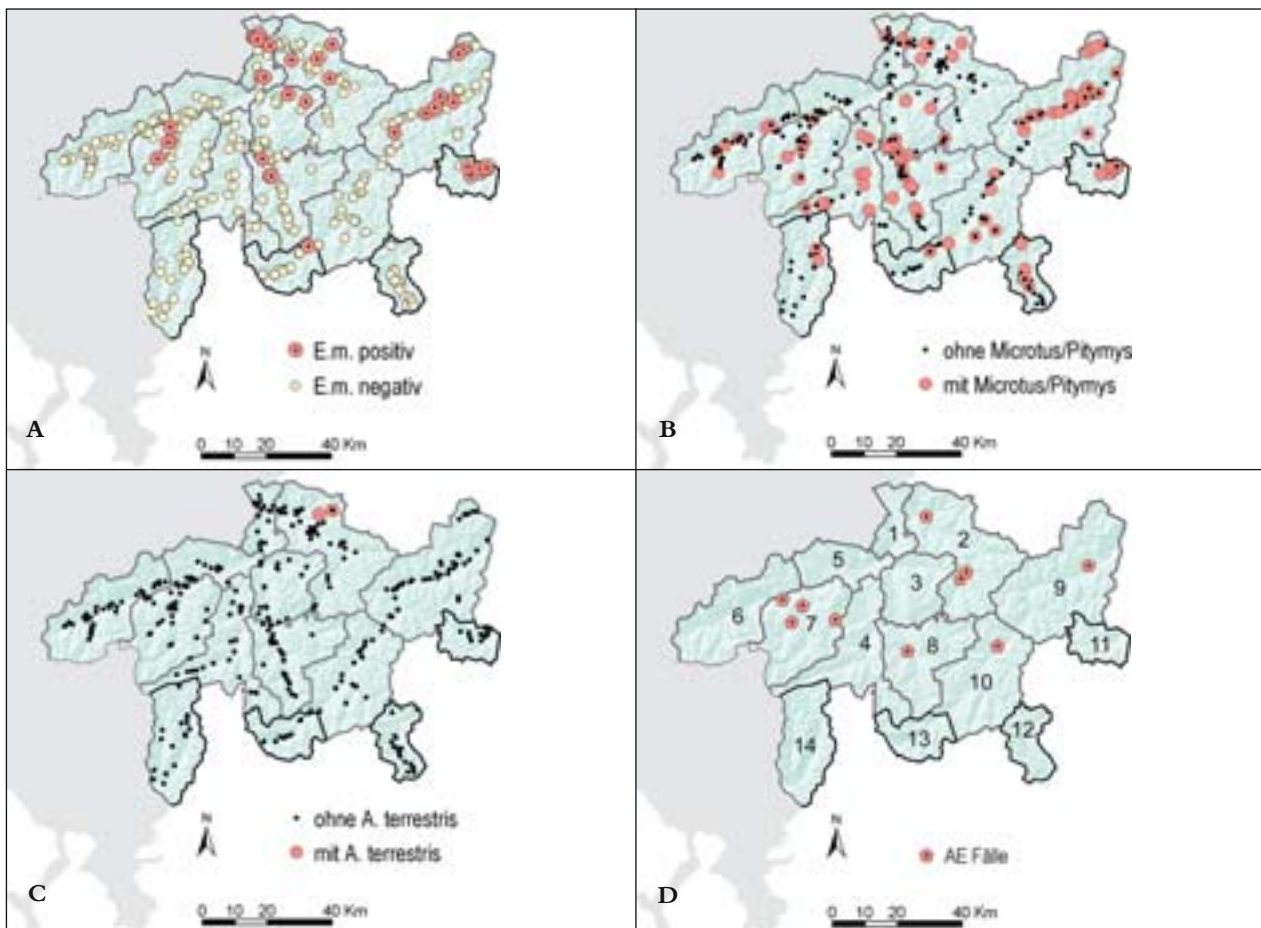 N
E.m. positiv
E.m. negativ
A
0 10 20 40 Km
N
ohne Microtus/Pitymys
mit Microtus/Pitymys
B
0 10 20 40 Km
N
ohne A. terrestris
mit A. terrestris
C
0 10 20 40 Km
1
2
5
3
9
6
7
4
8
11
10
14
13
12
N
AE Fälle
D
0 10 20 40 Km